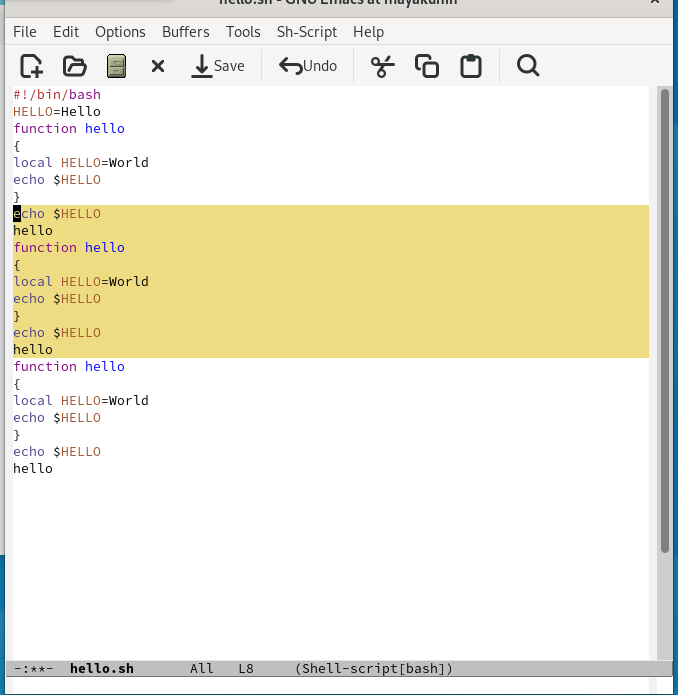 hello.sh - GNU Emacs at mayakulnin
File Edit Options Buffers Tools Sh-Script Help
Save Undo
#!/bin/bash
HELLO=Hello
function hello
{
local HELLO=World
echo $HELLO
}
echo $HELLO
hello
function hello
{
local HELLO=World
echo $HELLO
}
echo $HELLO
hello
function hello
{
local HELLO=World
echo $HELLO
}
echo $HELLO
hello
-:**- hello.sh All L8 (Shell-script[bash])